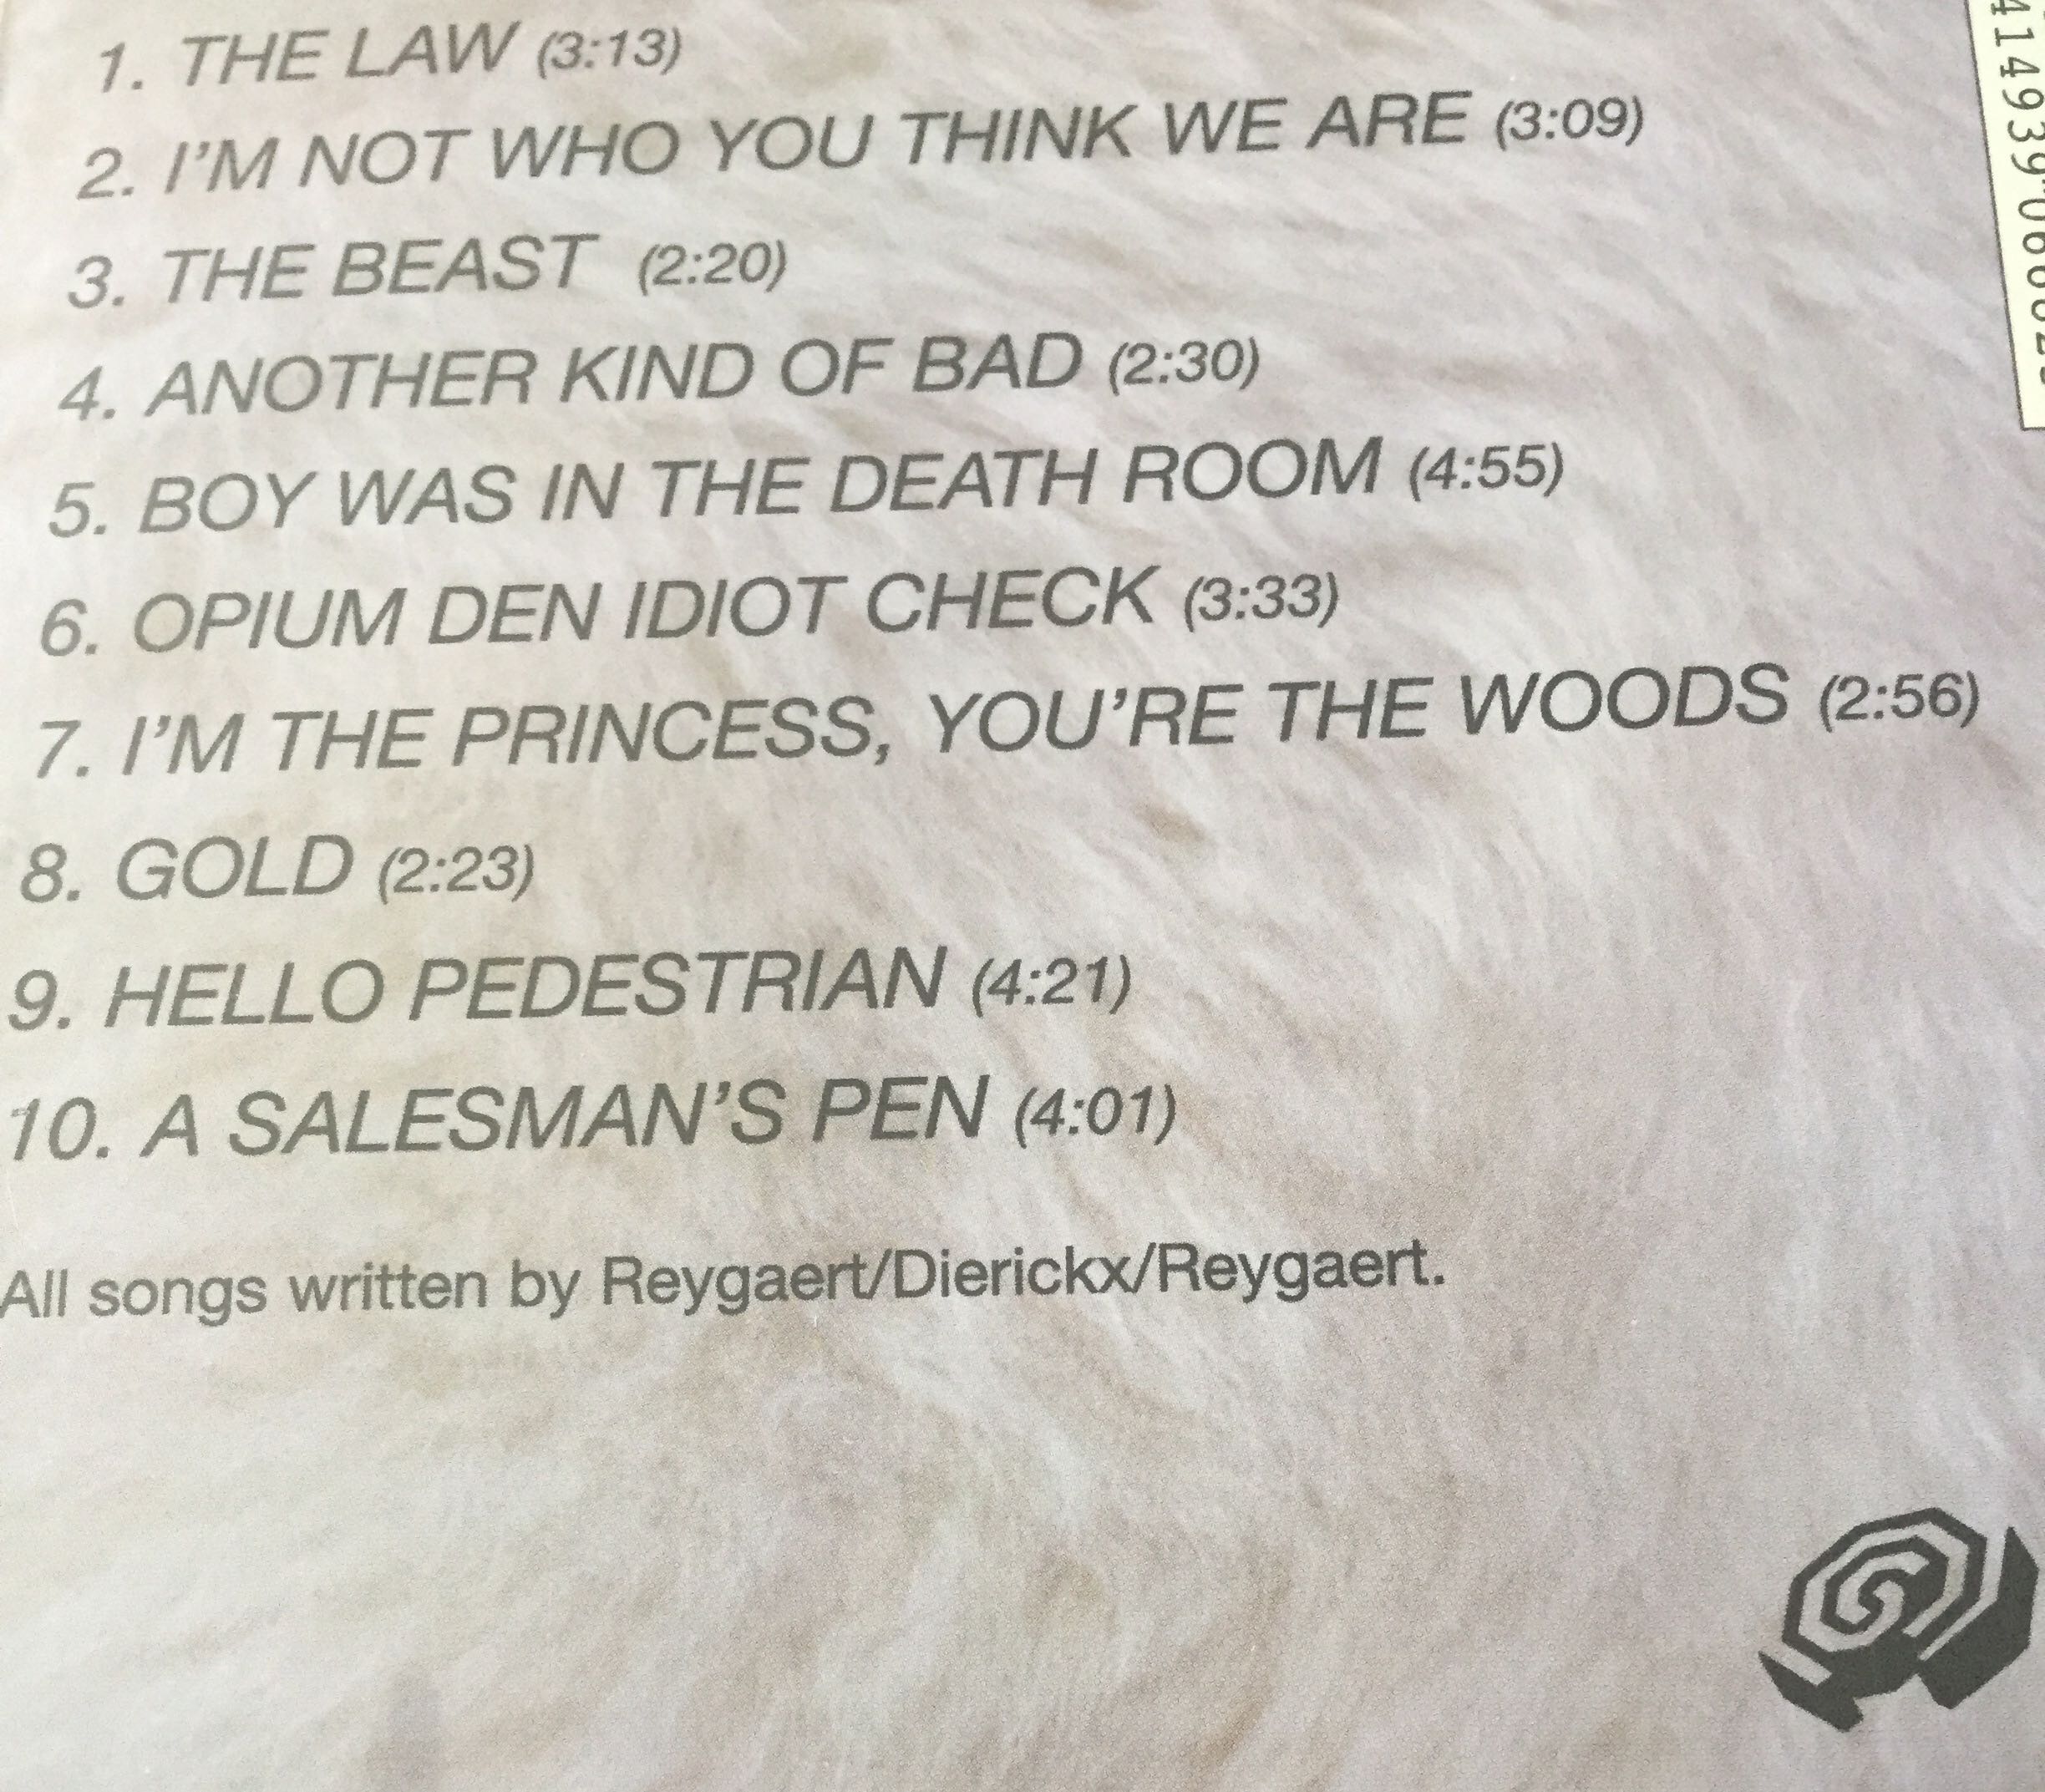 1. THE LAW (3:13)
2. I'M NOT WHO YOU THINK WE ARE (3:09)
3. THE BEAST (2:20)
4. ANOTHER KIND OF BAD (2:30)
5. BOY WAS IN THE DEATH ROOM (4:55)
6. OPIUM DEN IDIOT CHECK (3:33)
7. I'M THE PRINCESS, YOU'RE THE WOODS (2:56)
8. GOLD (2:23)
9. HELLO PEDESTRIAN (4:21)
10. A SALESMAN'S PEN (4:01)
All songs written by Reygaert/Dierickx/Reygaert.